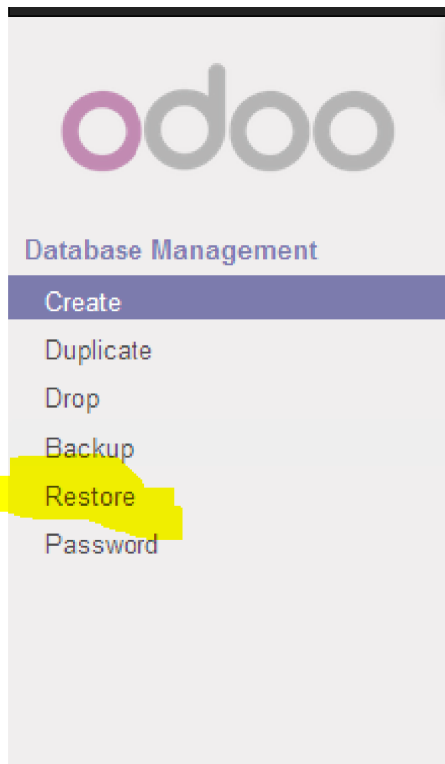 odoo
Database Management
Create
Duplicate
Drop
Backup
Restore
Password